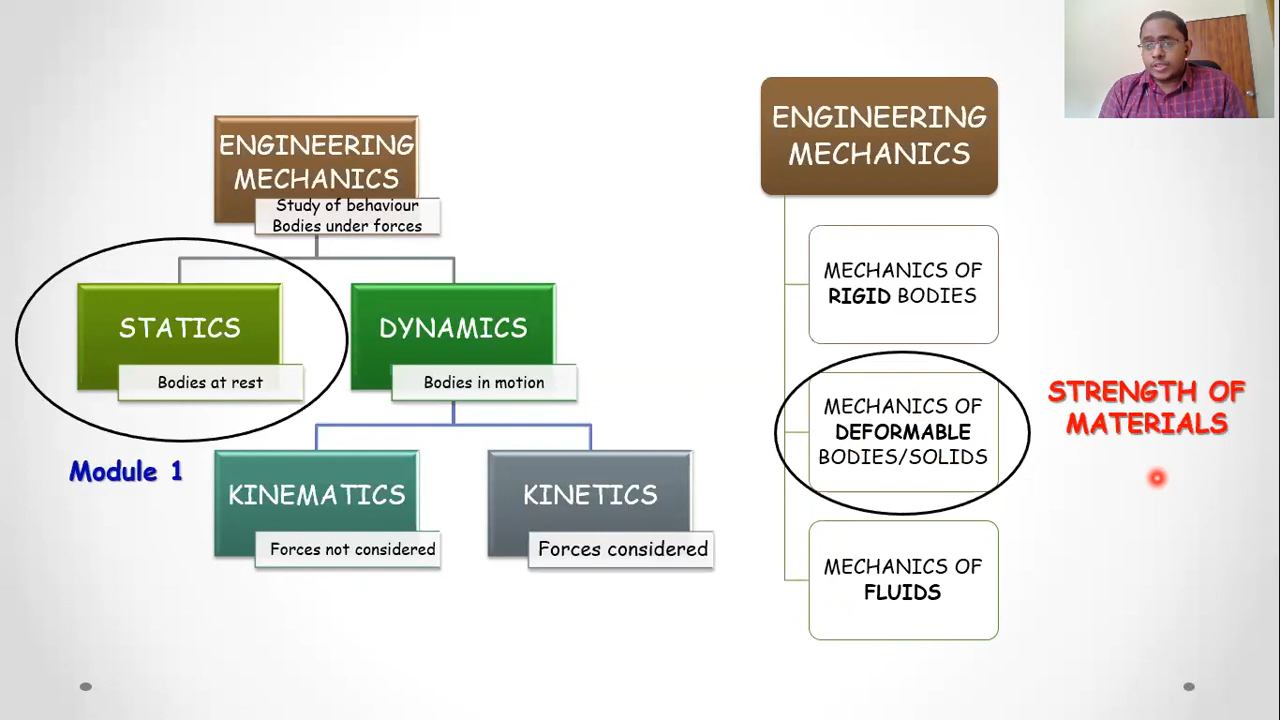 ENGINEERING
MECHANICS
Study of behaviour
Bodies under forces
STATICS
Bodies at rest
DYNAMICS
Bodies in motion
Module 1
KINEMATICS
Forces not considered
KINETICS
Forces considered
ENGINEERING
MECHANICS
MECHANICS OF
RIGID BODIES
MECHANICS OF
DEFORMABLE
BODIES/SOLIDS
STRENGTH OF
MATERIALS
MECHANICS OF
FLUIDS